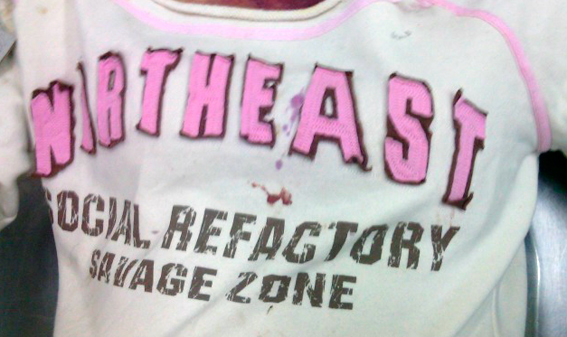 NORTHEAST
SOCIAL REFACTORY
SAVAGE ZONE